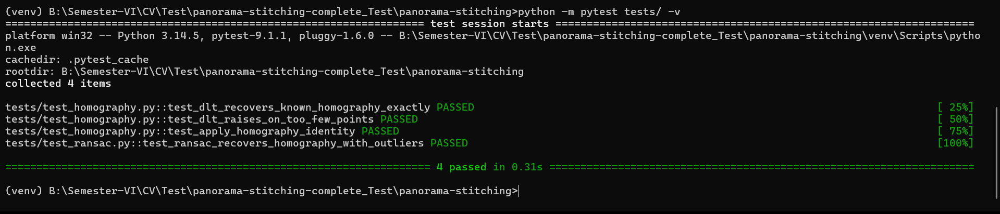 (venv) B:\Semester-VI\CV\Test\panorama-stitching-complete_Test\panorama-stitching>python -m pytest tests/ -v
=================================================================== test session starts ===================================================================
platform win32 -- Python 3.14.5, pytest-9.1.1, pluggy-1.6.0 -- B:\Semester-VI\CV\Test\panorama-stitching-complete_Test\panorama-stitching\venv\Scripts\pytho
n.exe
cachedir: .pytest_cache
rootdir: B:\Semester-VI\CV\Test\panorama-stitching-complete_Test\panorama-stitching
collected 4 items
tests/test_homography.py::test_dlt_recovers_known_homography_exactly PASSED [ 25%]
tests/test_homography.py::test_dlt_raises_on_too_few_points PASSED [ 50%]
tests/test_homography.py::test_apply_homography_identity PASSED [ 75%]
tests/test_ransac.py::test_ransac_recovers_homography_with_outliers PASSED [100%]
==================================================================== 4 passed in 0.31s ====================================================================
(venv) B:\Semester-VI\CV\Test\panorama-stitching-complete_Test\panorama-stitching>